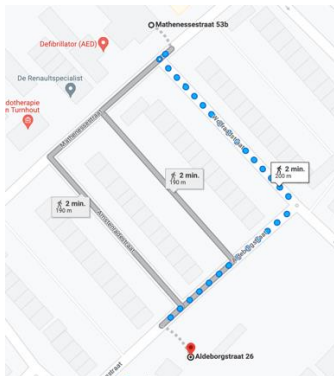 Mathenessestraat 53b
Defibrillator (AED)
De Renaultspecialist
dotherapie
n Turnhout
Mathenessestraat
2 min.
200 m
2 min.
190 m
2 min.
190 m
Aldeborgstraat 26